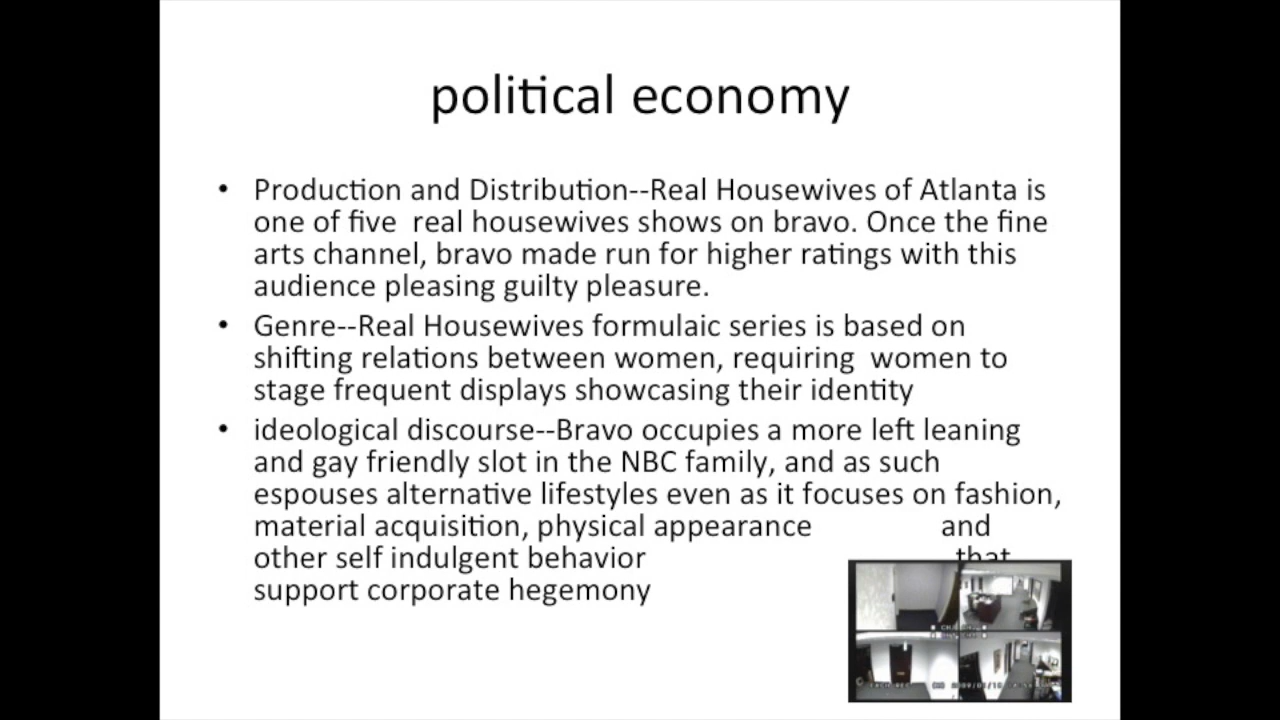 political economy
• Production and Distribution--Real Housewives of Atlanta is
one of five  real housewives shows on bravo. Once the fine
arts channel, bravo made run for higher ratings with this
audience pleasing guilty pleasure.
• Genre--Real Housewives formulaic series is based on
shifting relations between women, requiring  women to
stage frequent displays showcasing their identity
• ideological discourse--Bravo occupies a more left leaning
and gay friendly slot in the NBC family, and as such
espouses alternative lifestyles even as it focuses on fashion,
material acquisition, physical appearance and
other self indulgent behavior that
support corporate hegemony